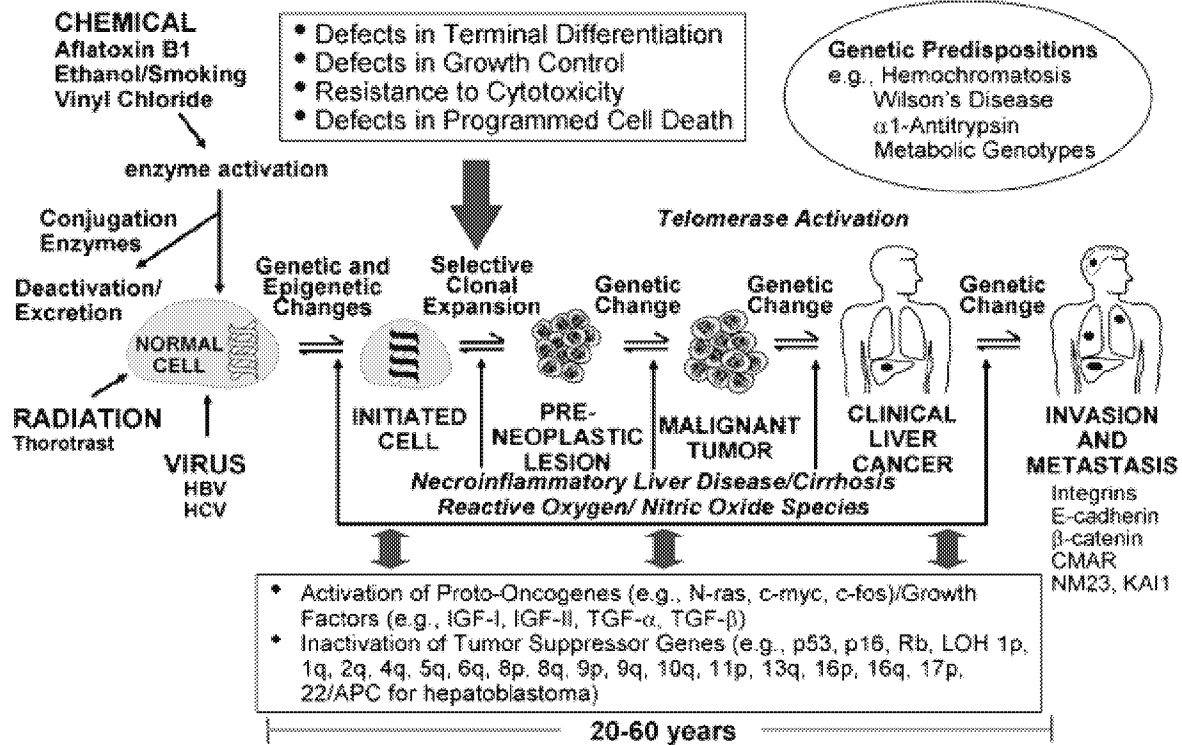 CHEMICAL
Aflatoxin B1
Ethanol/Smoking
Vinyl Chloride
enzyme activation
Conjugation
Enzymes
Deactivation/
Excretion
• Defects in Terminal Differentiation
• Defects in Growth Control
• Resistance to Cytotoxicity
• Defects in Programmed Cell Death
Genetic Predispositions
e.g., Hemochromatosis
Wilson's Disease
α1-Antitrypsin
Metabolic Genotypes
Telomerase Activation
Genetic and
Epigenetic
Changes
Selective
Clonal
Expansion
Genetic
Change
Genetic
Change
Genetic
Change
NORMAL
CELL
RADIATION
Thorotrast
VIRUS
HBV
HCV
INITIATED
CELL
PRE-
NEOPLASTIC
LESION
MALIGNANT
TUMOR
CLINICAL
LIVER
CANCER
INVASION
AND
METASTASIS
Integrins
E-cadherin
β-catenin
CMAR
NM23, KAI1
Necroinflammatory Liver Disease/Cirrhosis
Reactive Oxygen/ Nitric Oxide Species
• Activation of Proto-Oncogenes (e.g., N-ras, c-myc, c-fos)/Growth
Factors (e.g., IGF-I, IGF-II, TGF-α, TGF-β)
• Inactivation of Tumor Suppressor Genes (e.g., p53, p16, Rb, LOH 1p,
1q, 2q, 4q, 5q, 6q, 8p, 8q, 9p, 9q, 10q, 11p, 13q, 16p, 16q, 17p,
22/APC for hepatoblastoma)
20-60 years